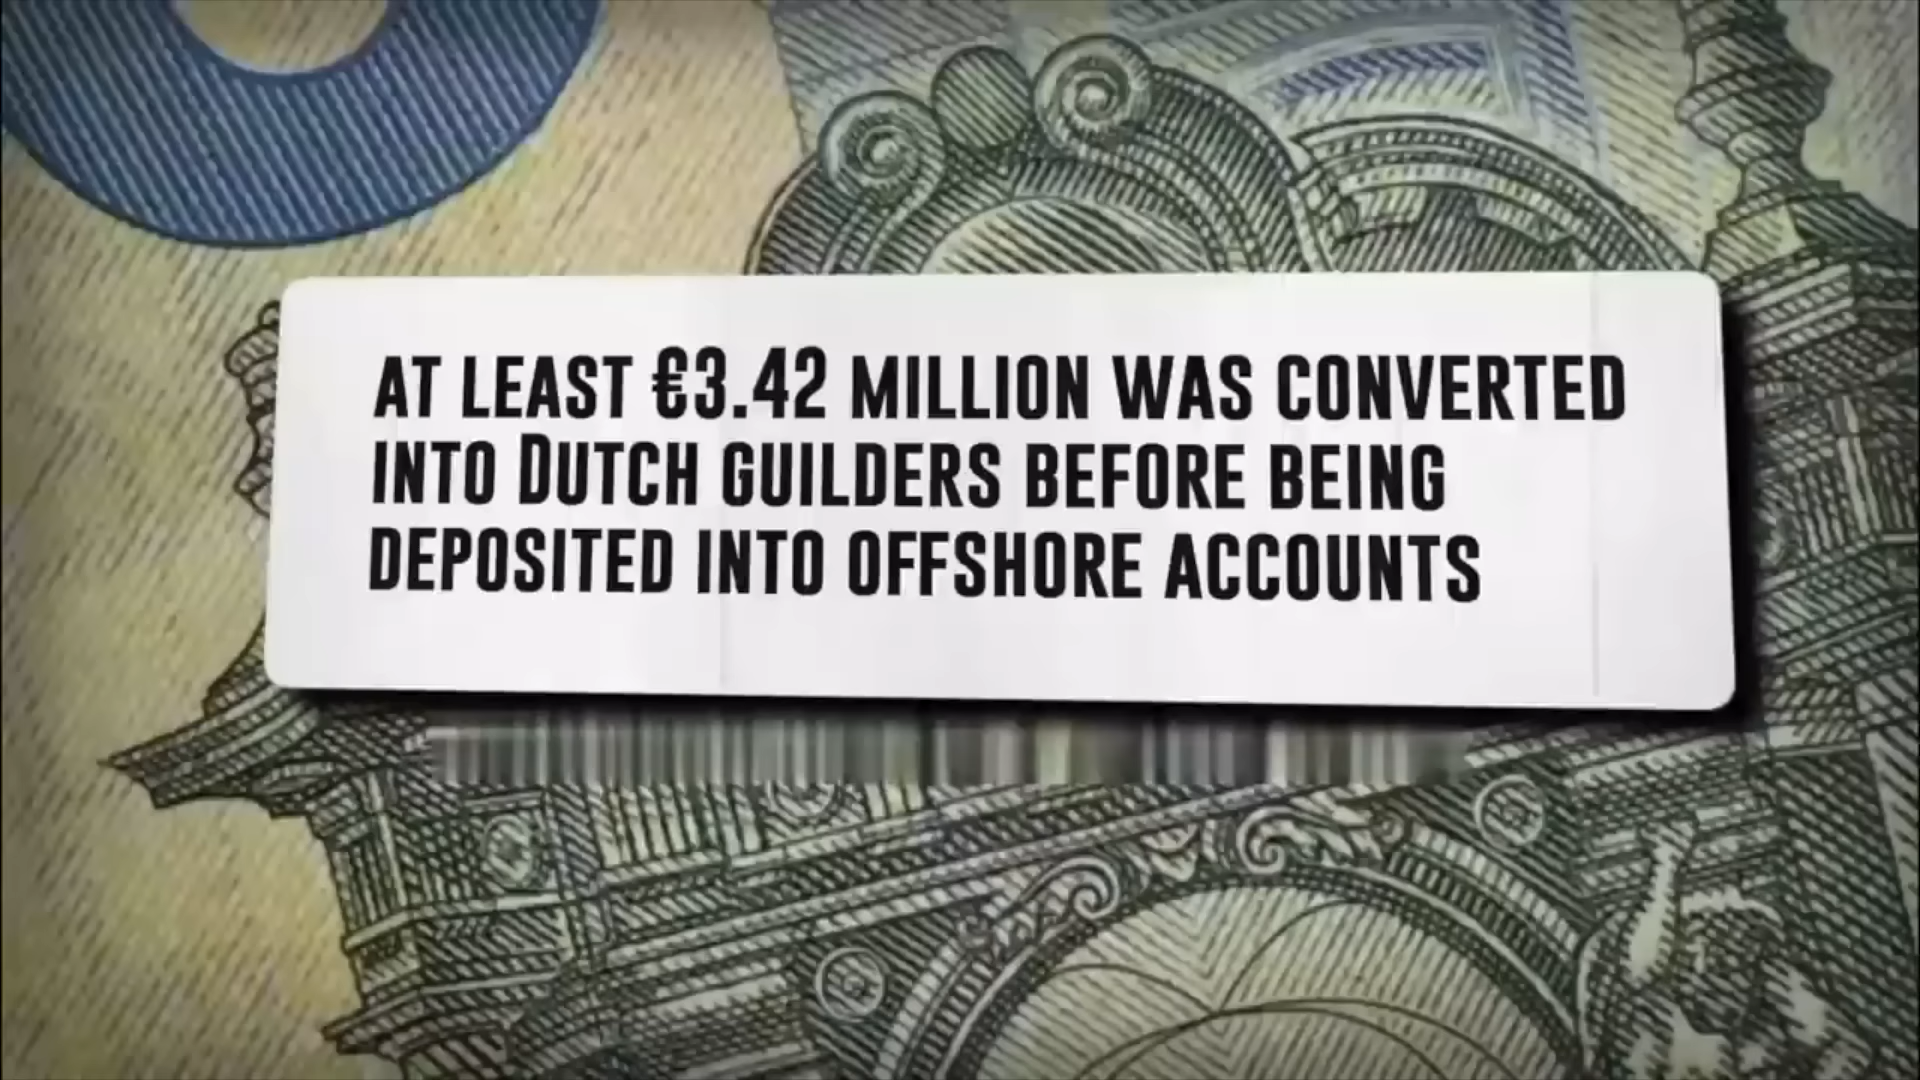 AT LEAST €3.42 MILLION WAS CONVERTED
INTO DUTCH GUILDERS BEFORE BEING
DEPOSITED INTO OFFSHORE ACCOUNTS